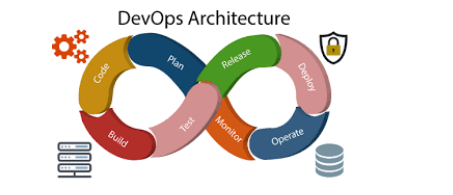 DevOps Architecture
Plan
Code
Build
Test
Release
Deploy
Operate
Monitor